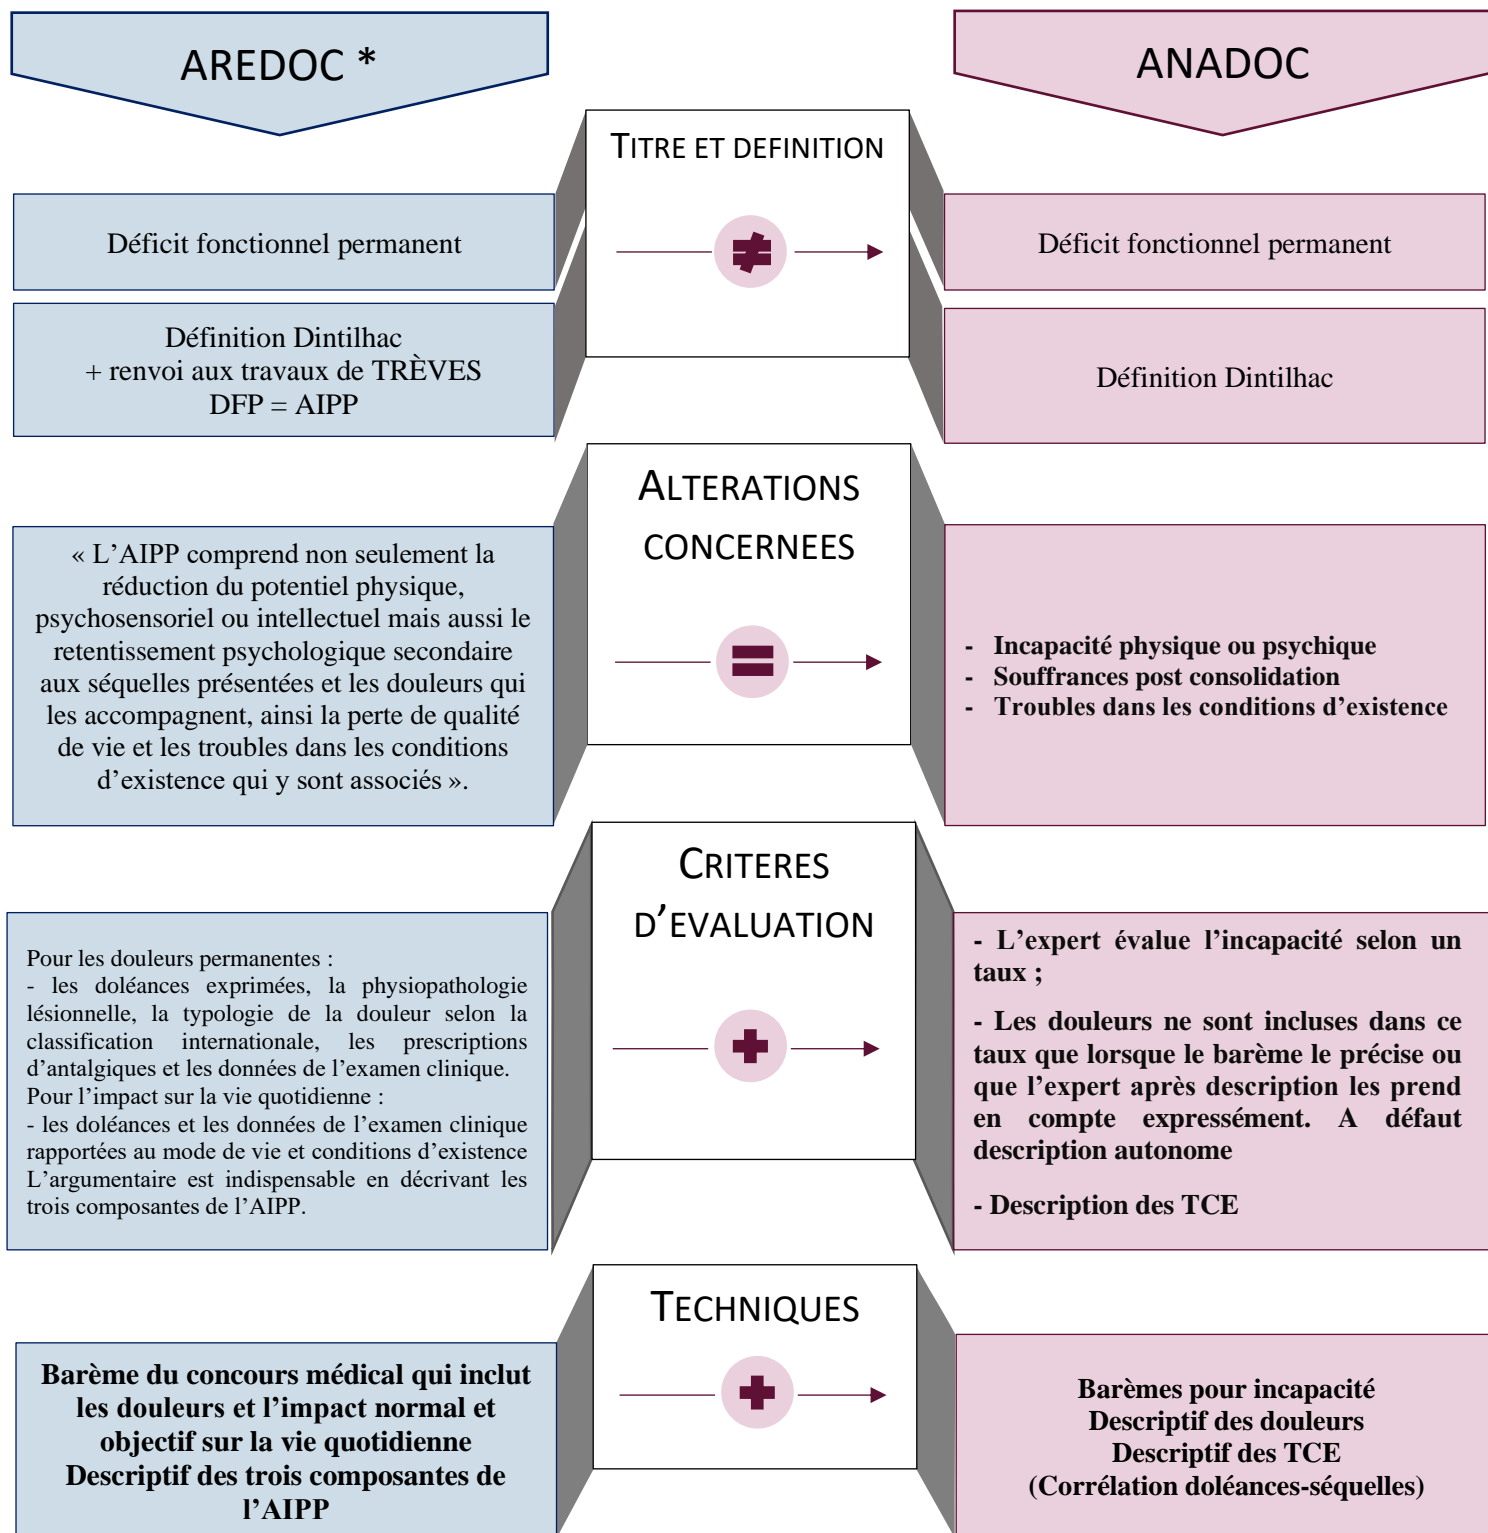 AREDOC *
ANADOC
TITRE ET DEFINITION
Déficit fonctionnel permanent
Déficit fonctionnel permanent
Définition Dintilhac
+ renvoi aux travaux de TRÈVES
DFP = AIPP
Définition Dintilhac
ALTERATIONS
CONCERNEES
« L’AIPP comprend non seulement la
réduction du potentiel physique,
psychosensoriel ou intellectuel mais aussi le
retentissement psychologique secondaire
aux séquelles présentées et les douleurs qui
les accompagnent, ainsi la perte de qualité
de vie et les troubles dans les conditions
d’existence qui y sont associés ».
- Incapacité physique ou psychique
- Souffrances post consolidation
- Troubles dans les conditions d’existence
CRITERES
D’EVALUATION
Pour les douleurs permanentes :
- les doléances exprimées, la physiopathologie
lésionnelle, la typologie de la douleur selon la
classification internationale, les prescriptions
d’antalgiques et les données de l’examen clinique.
Pour l’impact sur la vie quotidienne :
- les doléances et les données de l’examen clinique
rapportées au mode de vie et conditions d’existence
L’argumentaire est indispensable en décrivant les
trois composantes de l’AIPP.
- L’expert évalue l’incapacité selon un
taux ;
- Les douleurs ne sont incluses dans ce
taux que lorsque le barème le précise ou
que l’expert après description les prend
en compte expressément. A défaut
description autonome
- Description des TCE
TECHNIQUES
Barème du concours médical qui inclut
les douleurs et l’impact normal et
objectif sur la vie quotidienne
Descriptif des trois composantes de
l’AIPP
Barèmes pour incapacité
Descriptif des douleurs
Descriptif des TCE
(Corrélation doléances-séquelles)